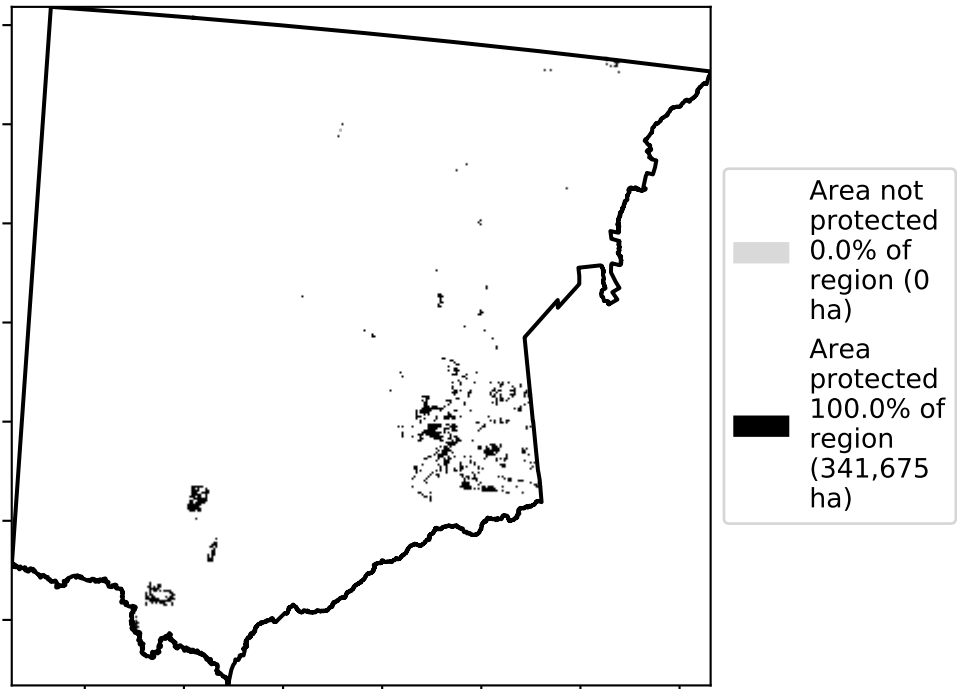 Area not
protected
0.0% of
region (0
ha)
Area
protected
100.0% of
region
(341,675
ha)